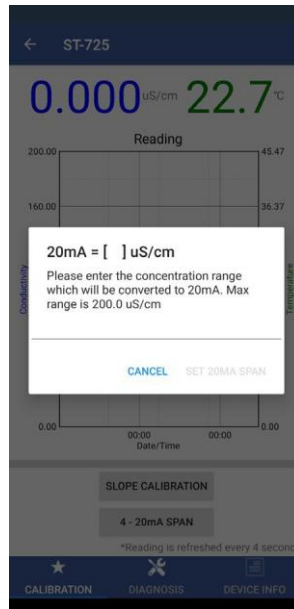 ← ST-725
0.000 uS/cm 22.7 °C
Reading
200.00 45.47
160.00 36.37
20mA = [ ] uS/cm
Please enter the concentration range
which will be converted to 20mA. Max
range is 200.0 uS/cm
Conductivity
Temperature
CANCEL SET 20MA SPAN
0.00 0.00
00:00 00:00
Date/Time
SLOPE CALIBRATION
4 - 20mA SPAN
*Reading is refreshed every 4 second
CALIBRATION DIAGNOSIS DEVICE INFO